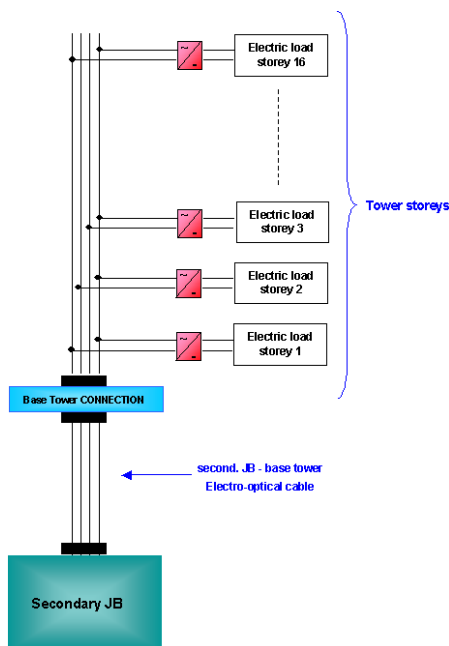 Electric load
storey 16
Tower storeys
Electric load
storey 3
Electric load
storey 2
Electric load
storey 1
Base Tower CONNECTION
second. JB - base tower
Electro-optical cable
Secondary JB